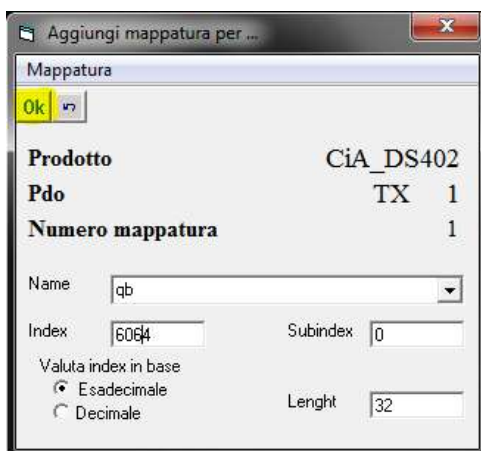 Aggiungi mappatura per ...
Mappatura
Ok
Prodotto CiA_DS402
Pdo TX 1
Numero mappatura 1
Name qb
Index 6064 Subindex 0
Valuta index in base
Esadecimale
Decimale
Lenght 32